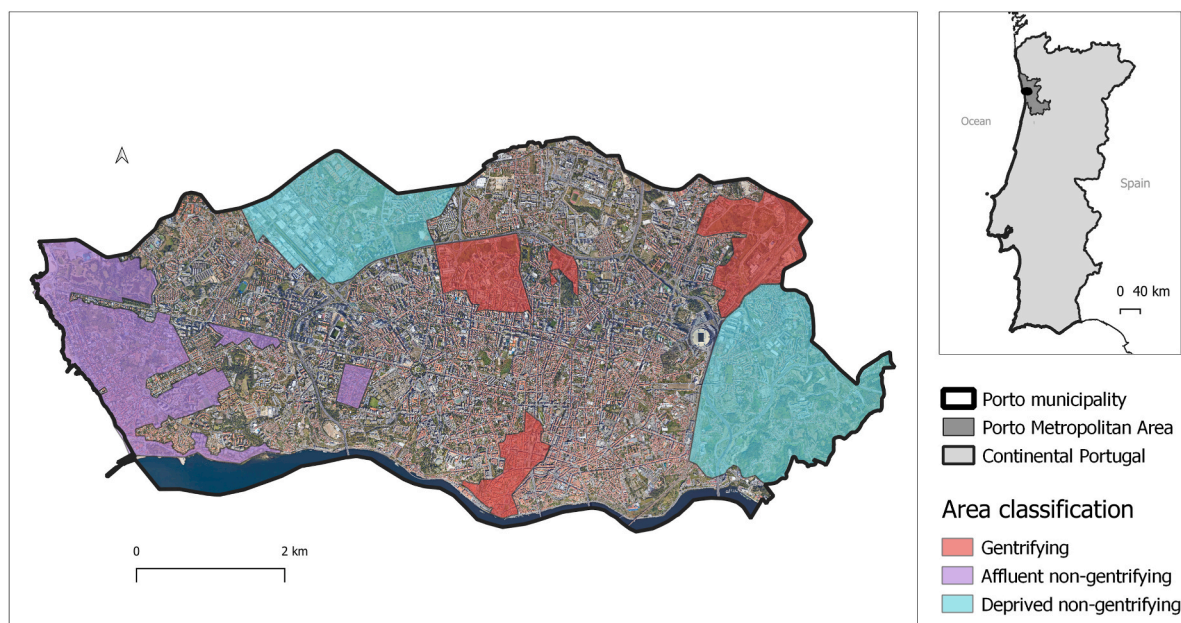 0 2 km
Ocean
Spain
0 40 km
Porto municipality
Porto Metropolitan Area
Continental Portugal
Area classification
Gentrifying
Affluent non-gentrifying
Deprived non-gentrifying